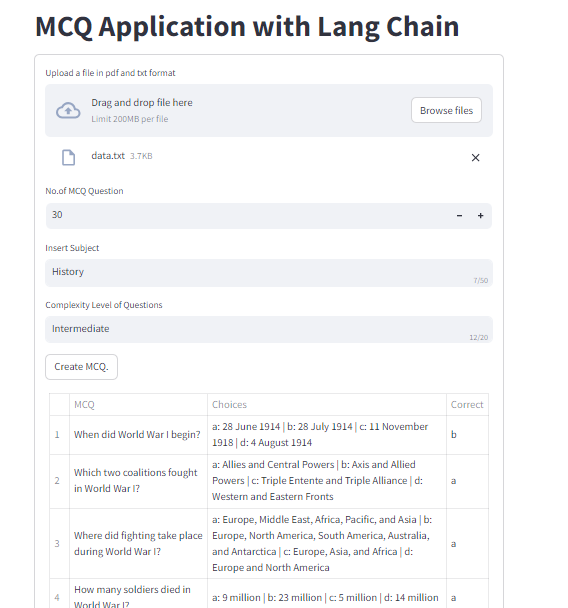 MCQ Application with Lang Chain
Upload a file in pdf and txt format
Drag and drop file here
Limit 200MB per file
Browse files
data.txt 3.7KB
No.of MCQ Question
30
Insert Subject
History
7/50
Complexity Level of Questions
Intermediate
12/20
Create MCQ.
MCQ Choices Correct
1 When did World War I begin? a: 28 June 1914 | b: 28 July 1914 | c: 11 November
1918 | d: 4 August 1914 b
2 Which two coalitions fought
in World War I? a: Allies and Central Powers | b: Axis and Allied
Powers | c: Triple Entente and Triple Alliance | d:
Western and Eastern Fronts a
3 Where did fighting take place
during World War I? a: Europe, Middle East, Africa, Pacific, and Asia | b:
Europe, North America, South America, Australia,
and Antarctica | c: Europe, Asia, and Africa | d:
Europe and North America a
4 How many soldiers died in
World War I? a: 9 million | b: 23 million | c: 5 million | d: 14 million a